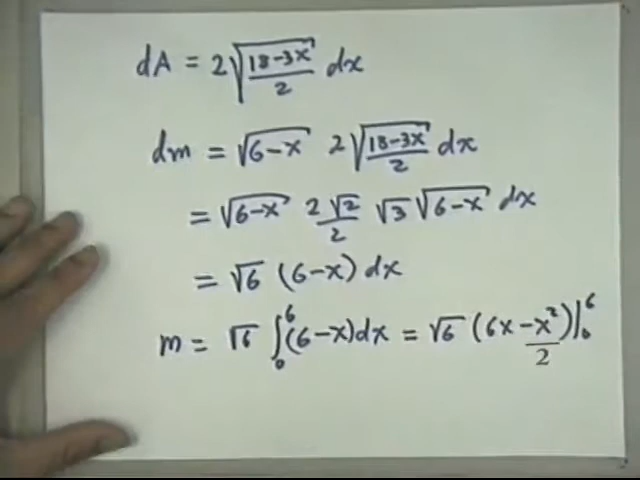 dA = 2√((18-3x)/2) dx
dm = √(6-x) 2√((18-3x)/2) dx
= √(6-x) (2√2)/2 √3 √(6-x) dx
= √6 (6-x) dx
m = √6 ∫₀⁶ (6-x)dx = √6 (6x - x²/2)|₀⁶